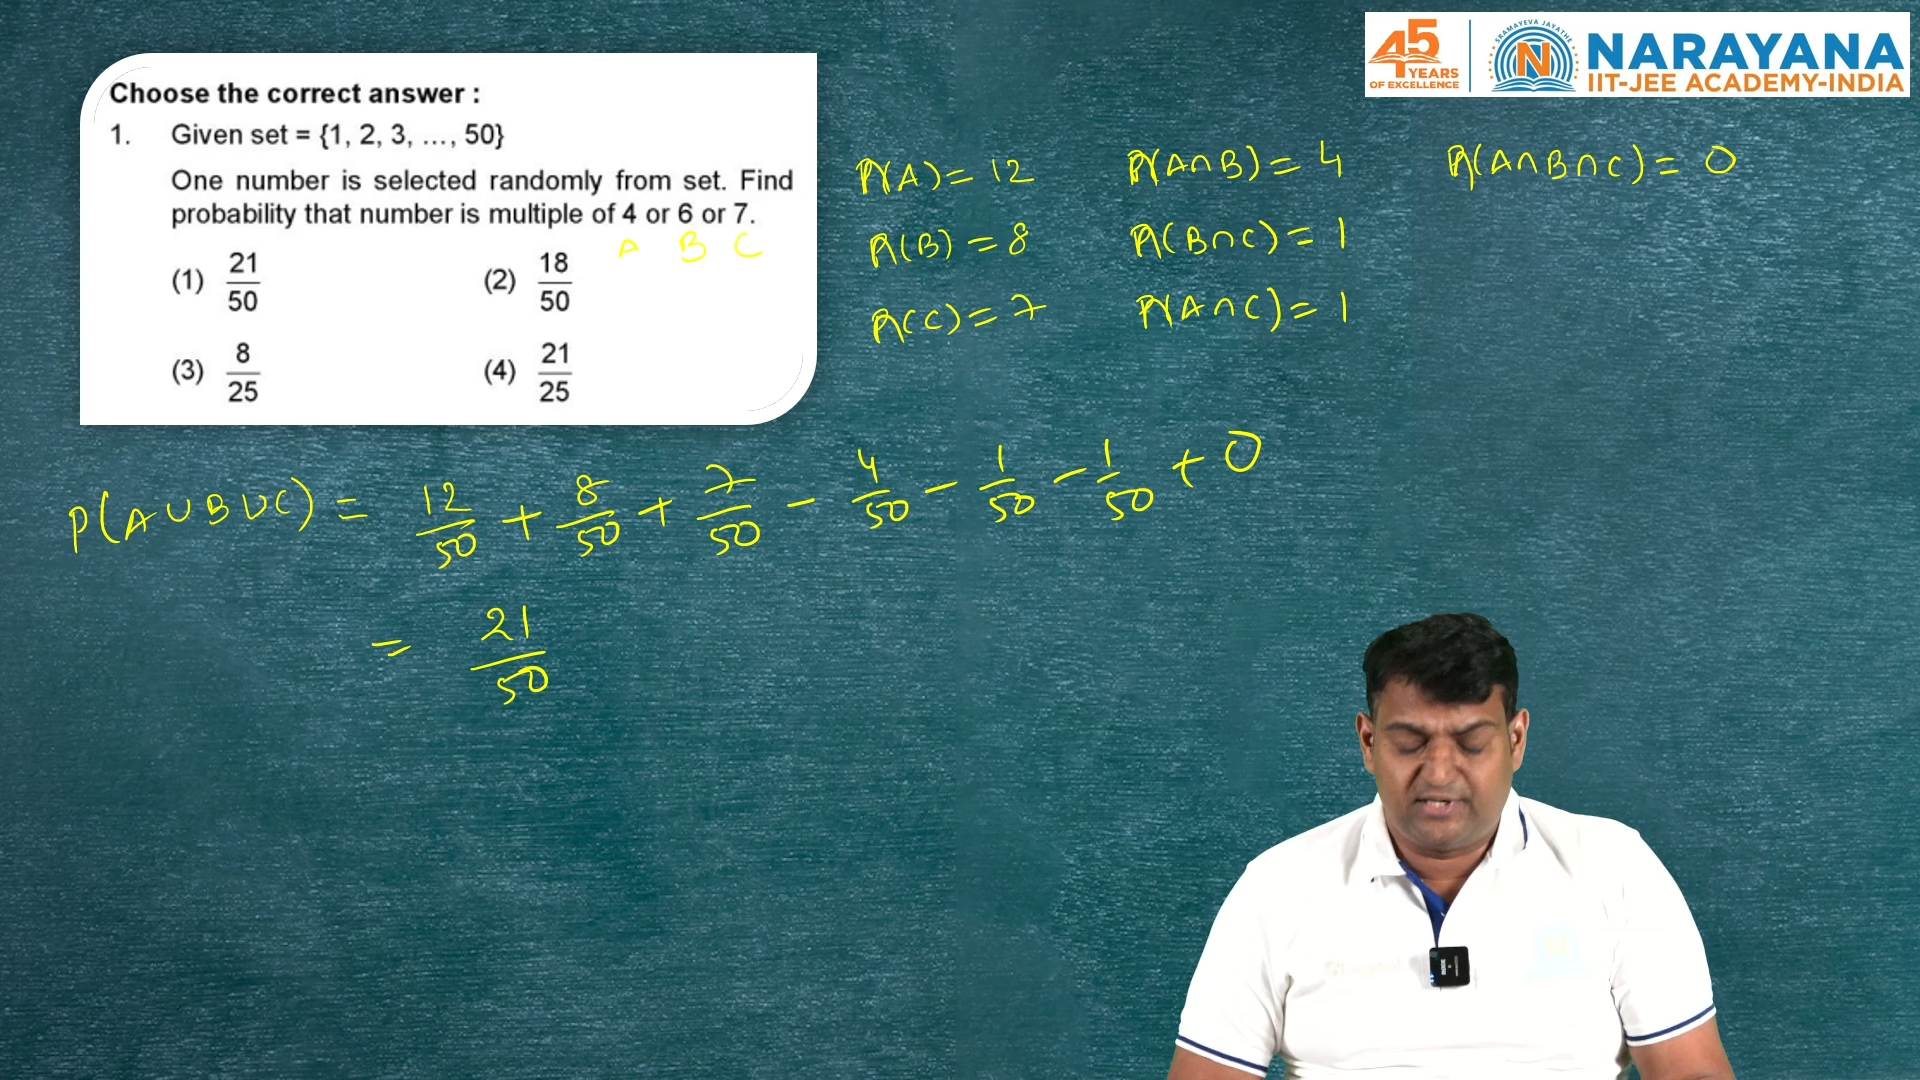 45 YEARS OF EXCELLENCE
SRAMAYEVA JAYATHE
N
NARAYANA
IIT-JEE ACADEMY-INDIA
Choose the correct answer :
1. Given set = {1, 2, 3, ..., 50}
One number is selected randomly from set. Find
probability that number is multiple of 4 or 6 or 7.
A B C
(1) 21/50 (2) 18/50
(3) 8/25 (4) 21/25
n(A) = 12 n(A∩B) = 4 n(A∩B∩C) = 0
n(B) = 8 n(B∩C) = 1
n(C) = 7 n(A∩C) = 1
P(A∪B∪C) = 12/50 + 8/50 + 7/50 - 4/50 - 1/50 - 1/50 + 0
= 21/50